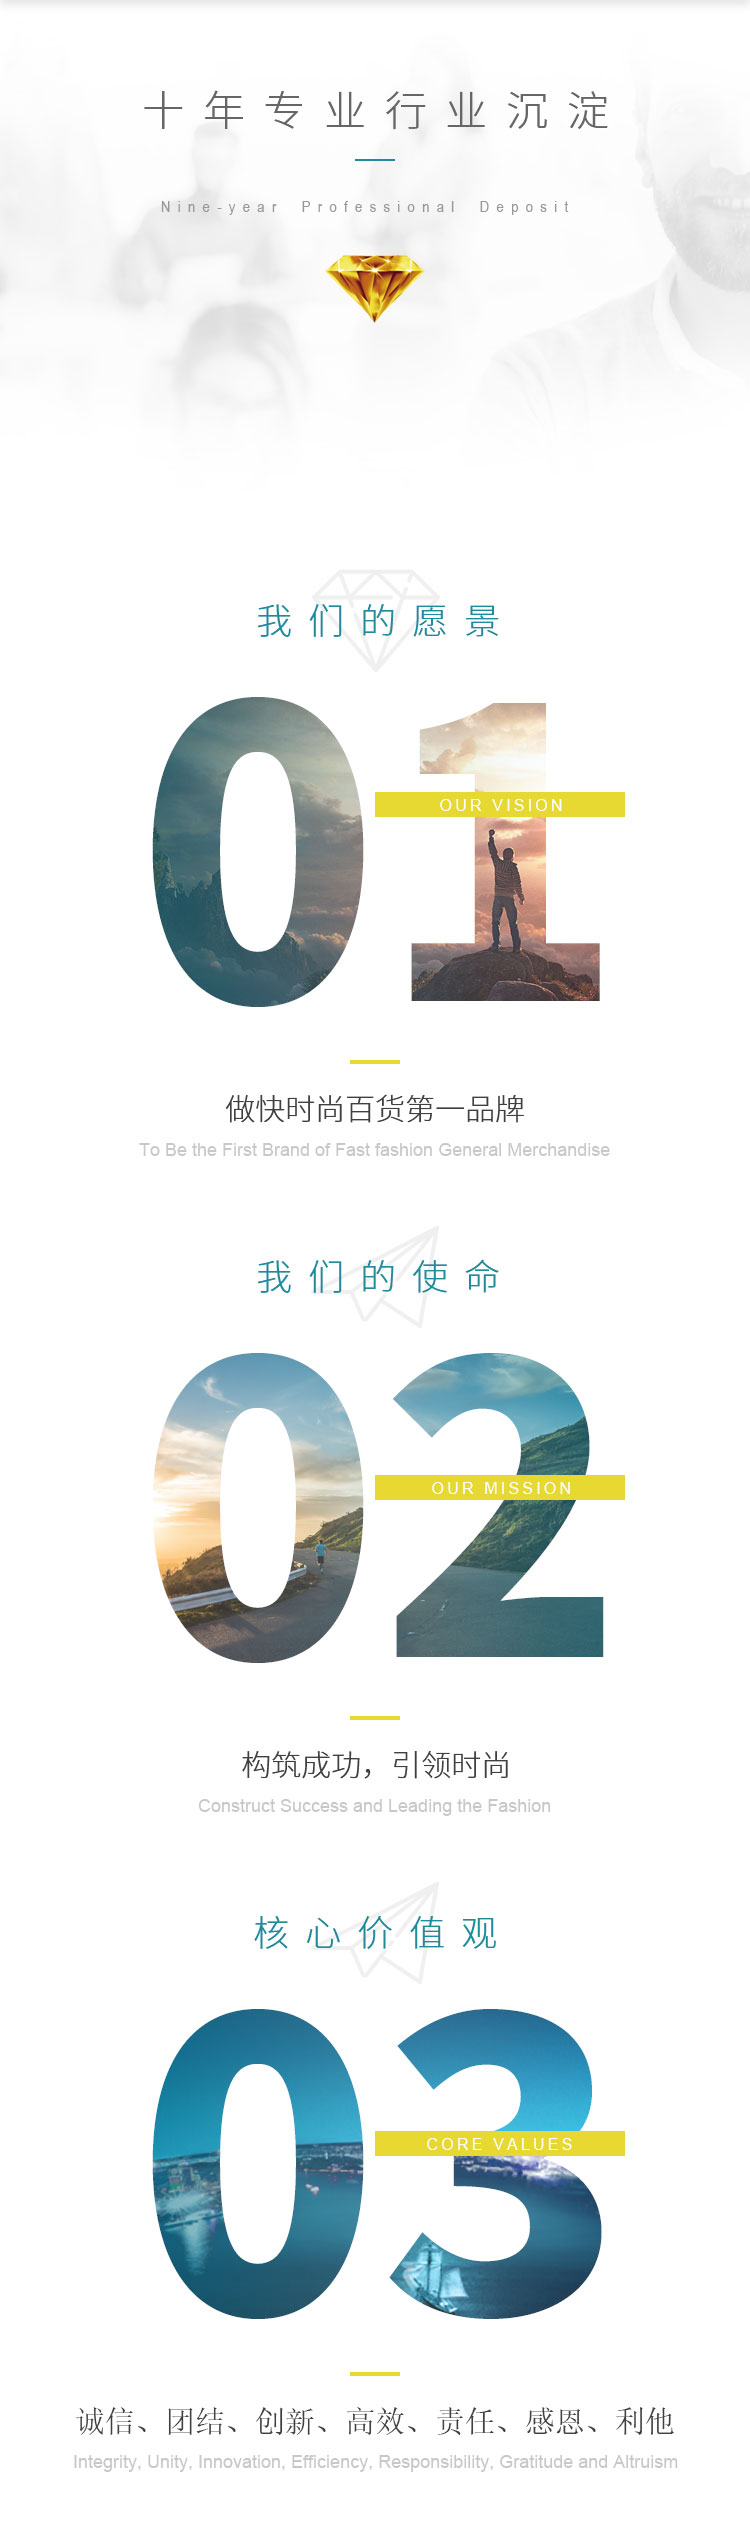 十年专业行业沉淀
Nine-year Professional Deposit
我们的愿景
01
OUR VISION
做快时尚百货第一品牌
To Be the First Brand of Fast fashion General Merchandise
我们的使命
02
OUR MISSION
构筑成功，引领时尚
Construct Success and Leading the Fashion
核心价值观
03
CORE VALUES
诚信、团结、创新、高效、责任、感恩、利他
Integrity, Unity, Innovation, Efficiency, Responsibility, Gratitude and Altruism